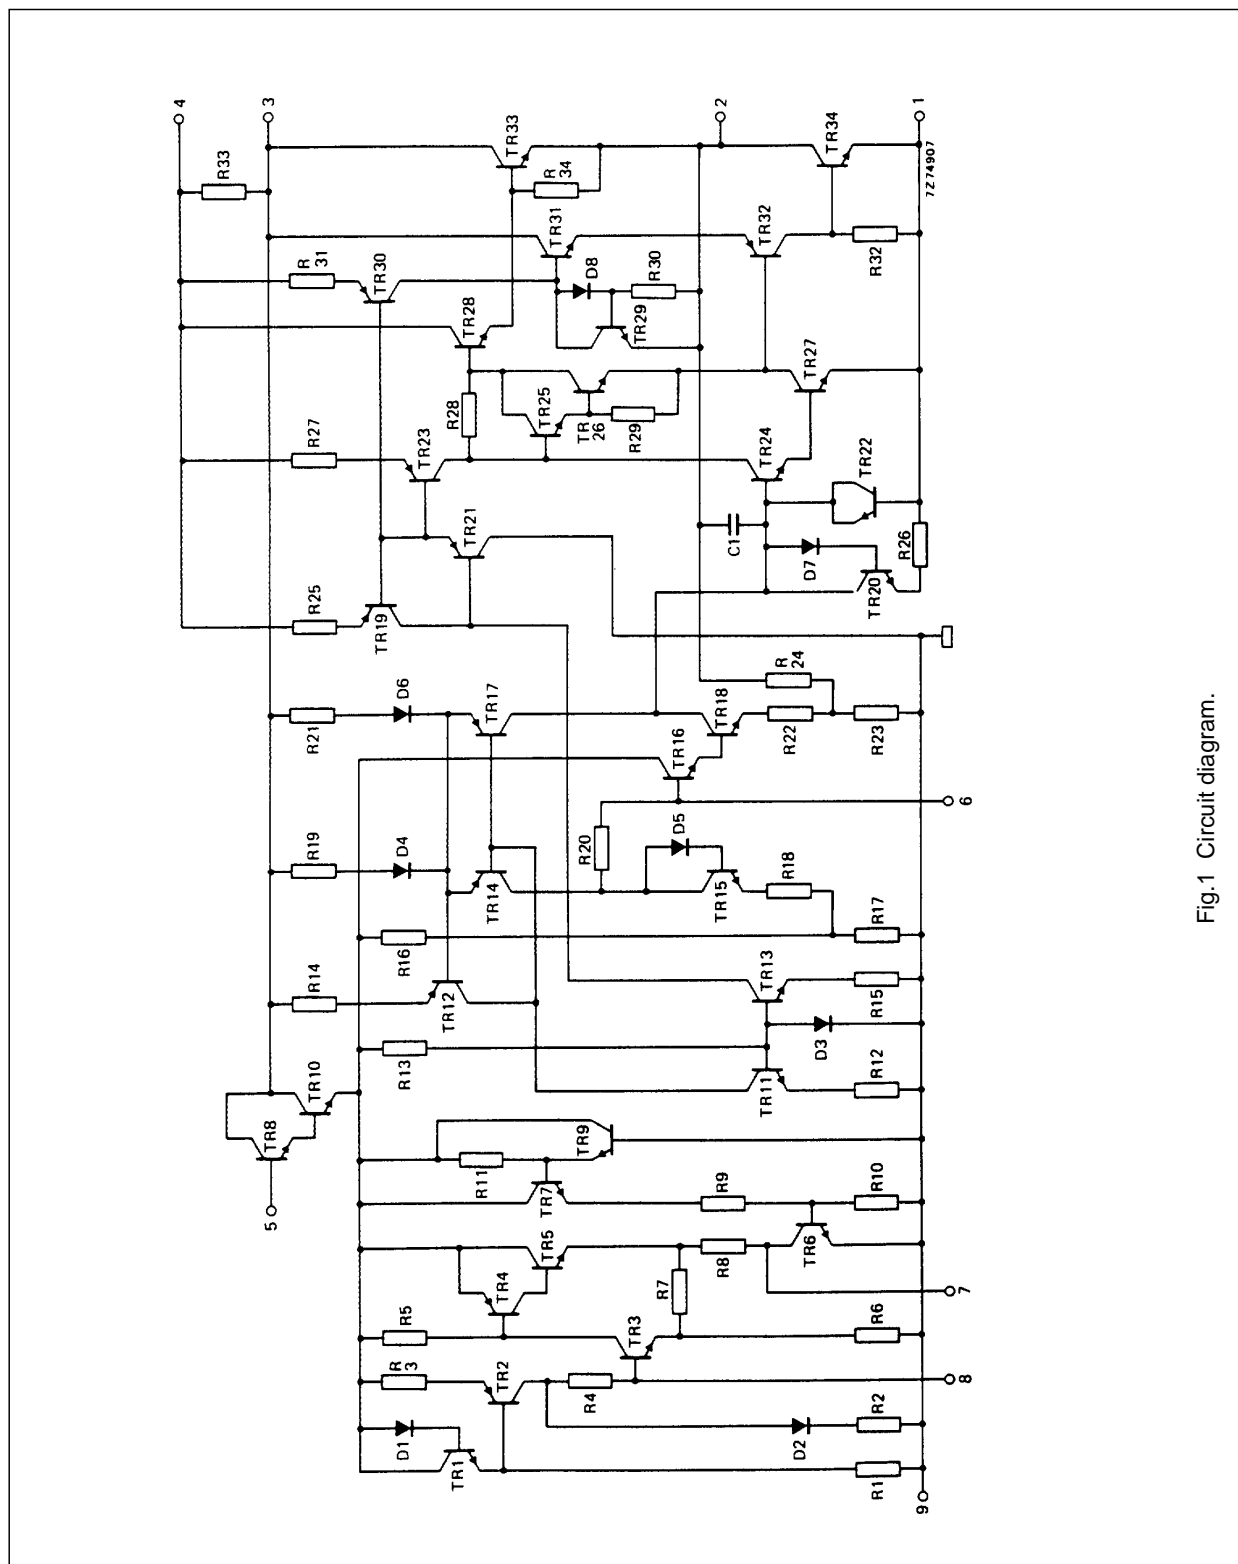 4
3
2
1
7Z74907
R33
TR33
R
34
TR34
R
31
TR30
TR31
D8
R30
TR32
R32
TR28
TR29
R28
TR25
TR
26
R29
TR27
R27
TR23
TR24
TR22
TR21
C1
D7
R26
TR20
R25
TR19
R
24
R21
D6
TR17
TR18
R22
R23
TR16
6
R19
D4
R20
D5
TR14
TR15
R18
R16
R17
R14
TR12
TR13
R15
R13
D3
TR11
R12
TR10
TR8
5
TR9
R11
TR7
R9
R10
TR5
TR4
R8
TR6
R7
7
R5
TR3
R6
R
3
TR2
R4
8
D1
TR1
D2
R2
R1
9
Fig.1 Circuit diagram.